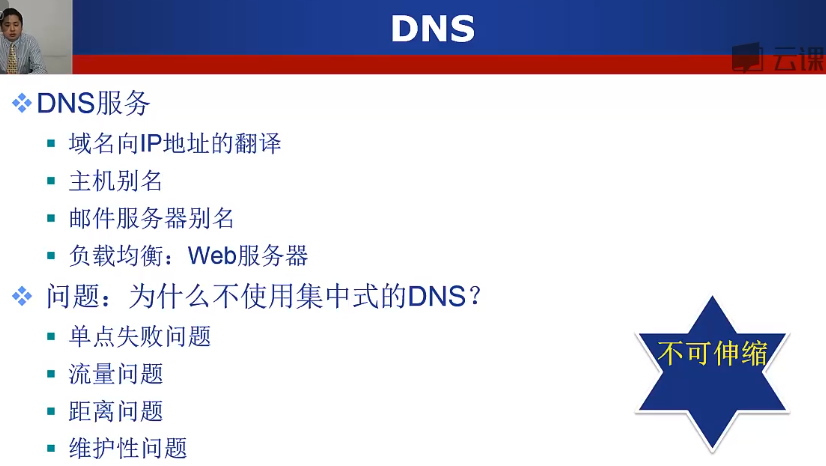 DNS
云课
DNS服务
域名向IP地址的翻译
主机别名
邮件服务器别名
负载均衡：Web服务器
问题：为什么不使用集中式的DNS？
单点失败问题
不可伸缩
流量问题
距离问题
维护性问题